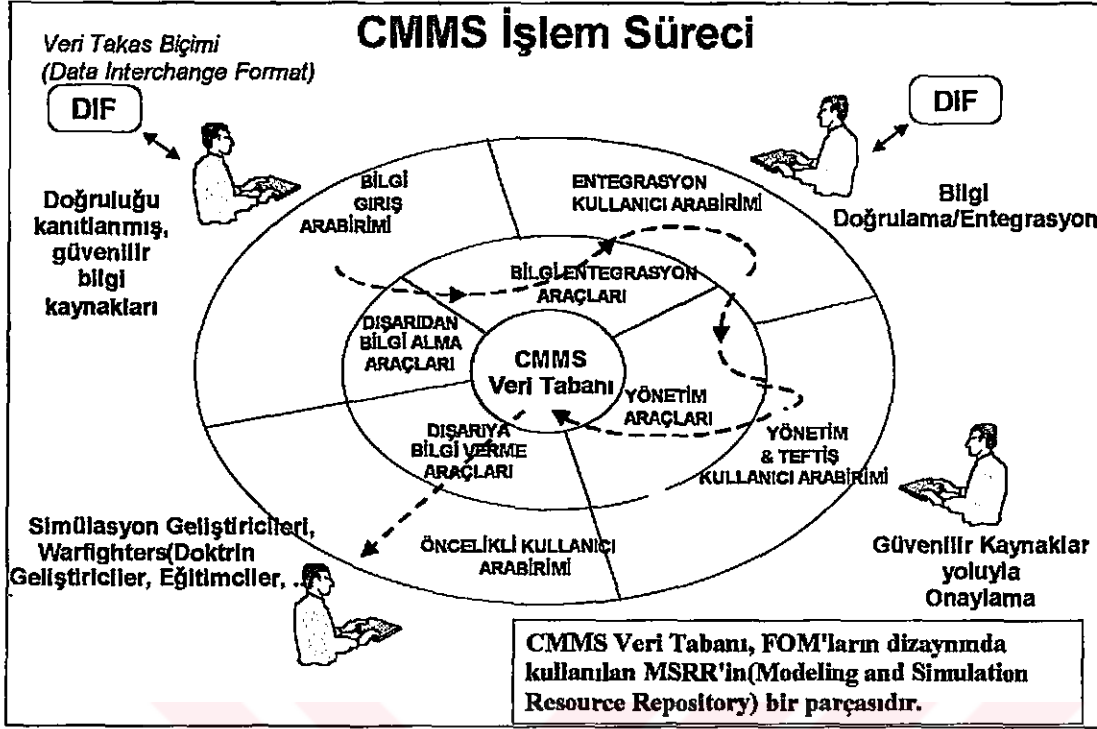 CMMS İşlem Süreci
Veri Takas Biçimi
(Data Interchange Format)
DIF
DIF
Doğruluğu
kanıtlanmış,
güvenilir
bilgi
kaynakları
BİLGİ
GİRİŞ
ARABİRİMİ
ENTEGRASYON
KULLANICI ARABİRİMİ
Bilgi
Doğrulama/Entegrasyon
BİLGİ ENTEGRASYON
ARAÇLARI
DIŞARIDAN
BİLGİ ALMA
ARAÇLARI
CMMS
Veri Tabanı
YÖNETİM
ARAÇLARI
DIŞARIYA
BİLGİ VERME
ARAÇLARI
YÖNETİM
& TEFTİŞ
KULLANICI ARABİRİMİ
Simülasyon Geliştiricileri,
Warfighters(Doktrin
Geliştiriciler, Eğitimciler, ...
ÖNCELİKLİ KULLANICI
ARABİRİMİ
Güvenilir Kaynaklar
yoluyla
Onaylama
CMMS Veri Tabanı, FOM'ların dizaynında
kullanılan MSRR'in(Modeling and Simulation
Resource Repository) bir parçasıdır.